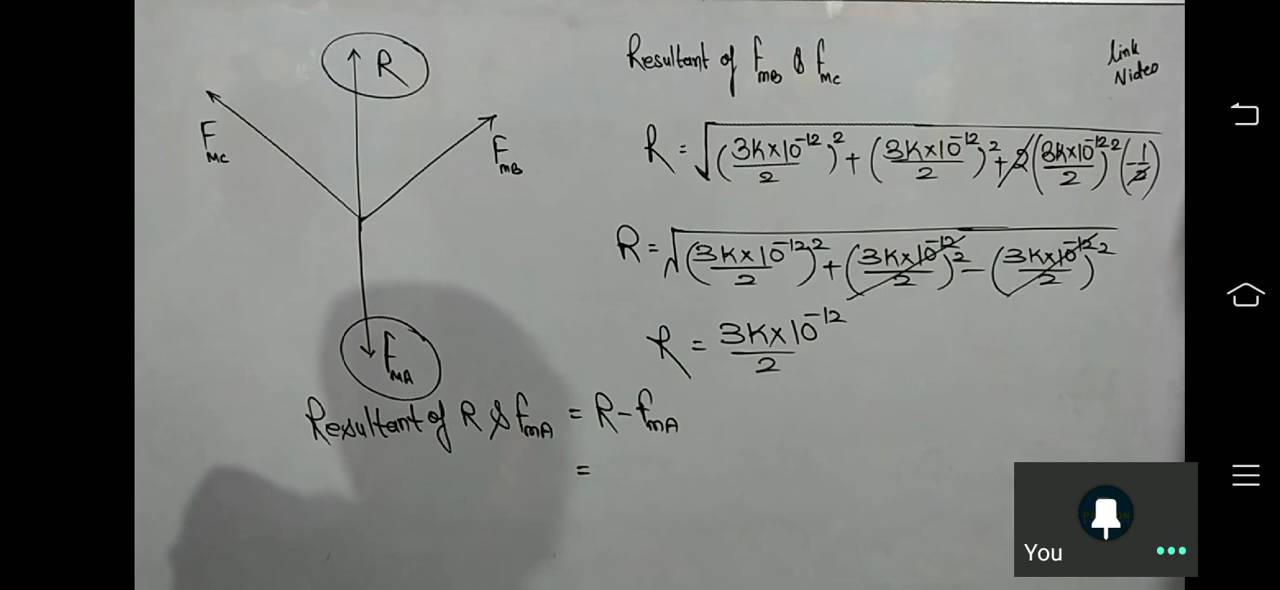 R
F_MC
F_mB
F_MA
Resultant of F_mB & F_mC
Link
Video
R = √((3K×10^-12 / 2)^2 + (3K×10^-12 / 2)^2 + 2(3K×10^-12 / 2)^2 (-1/2))
R = √((3K×10^-12 / 2)^2 + (3K×10^-12 / 2)^2 - (3K×10^-12 / 2)^2)
R = 3K×10^-12 / 2
Resultant of R & F_mA = R - F_mA
=
You